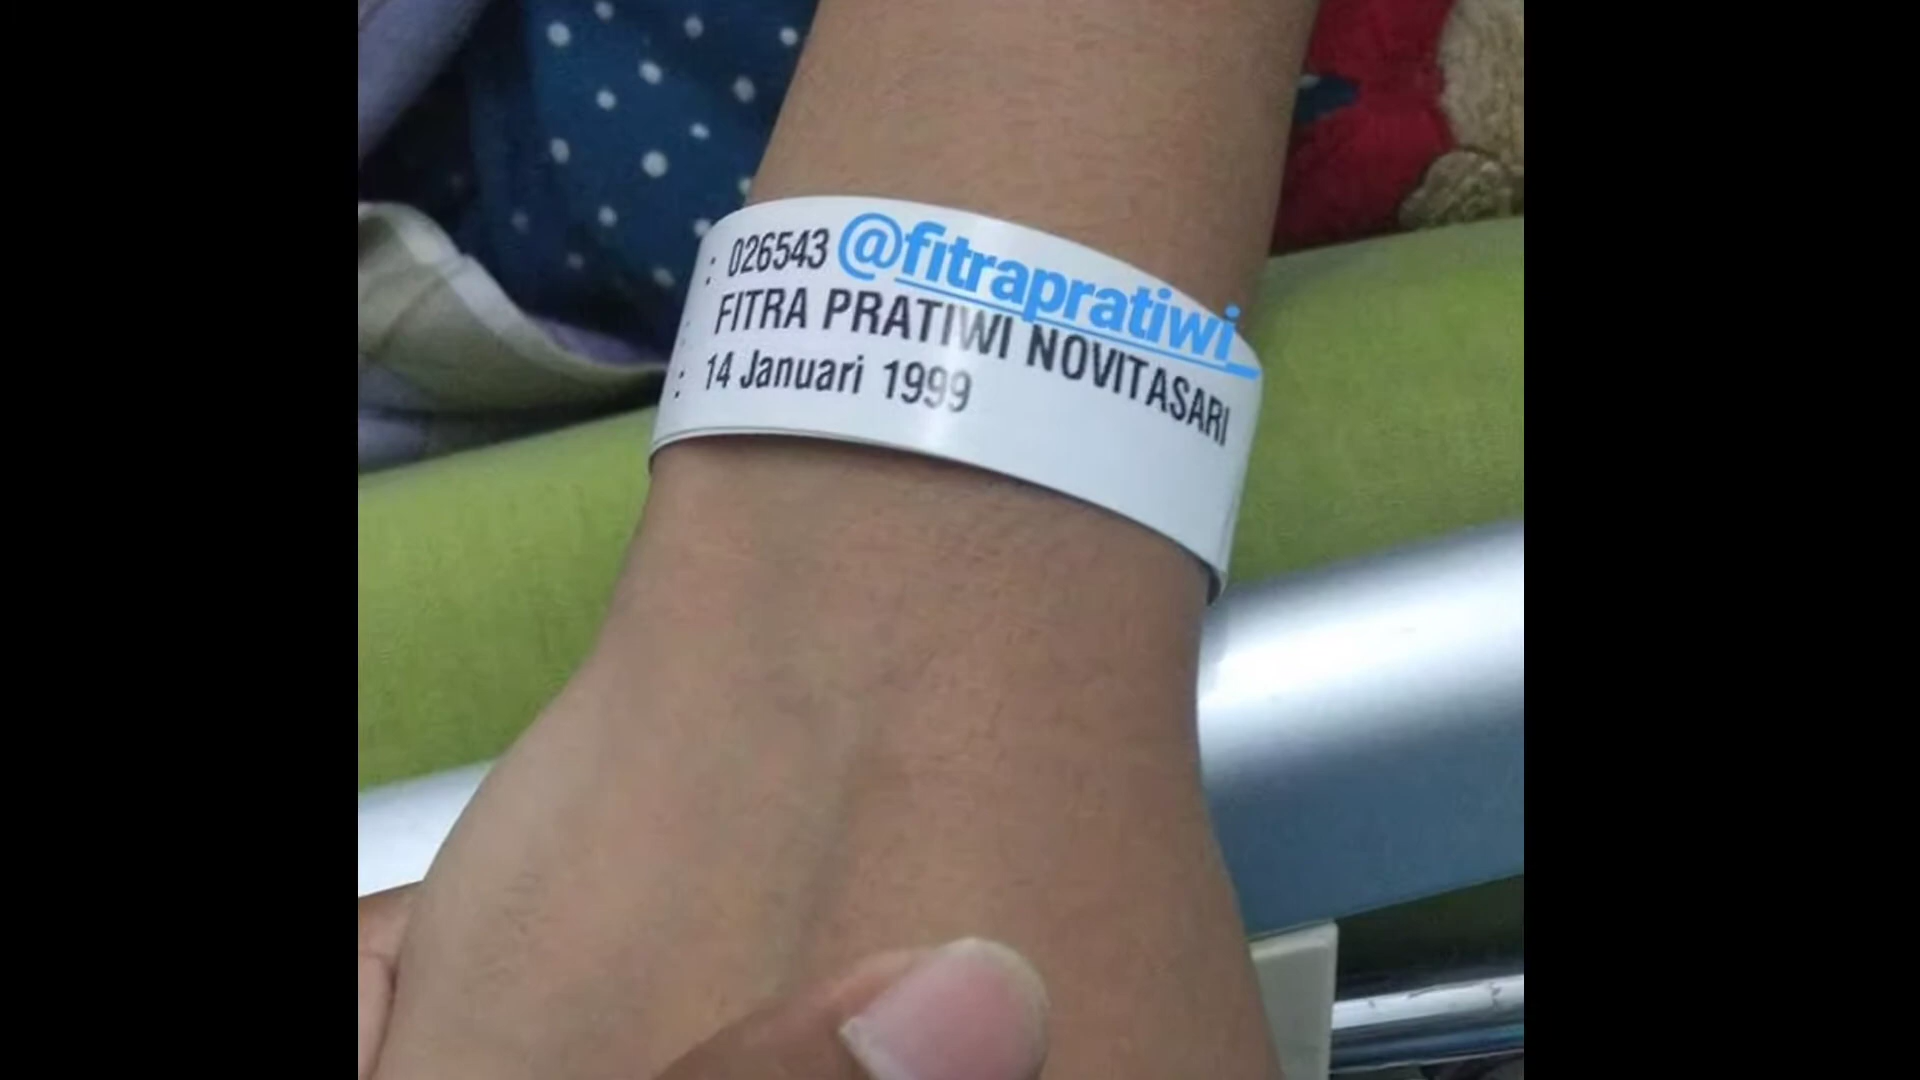 : 026543 @fitrapratiwi_
FITRA PRATIWI NOVITASARI
: 14 Januari 1999